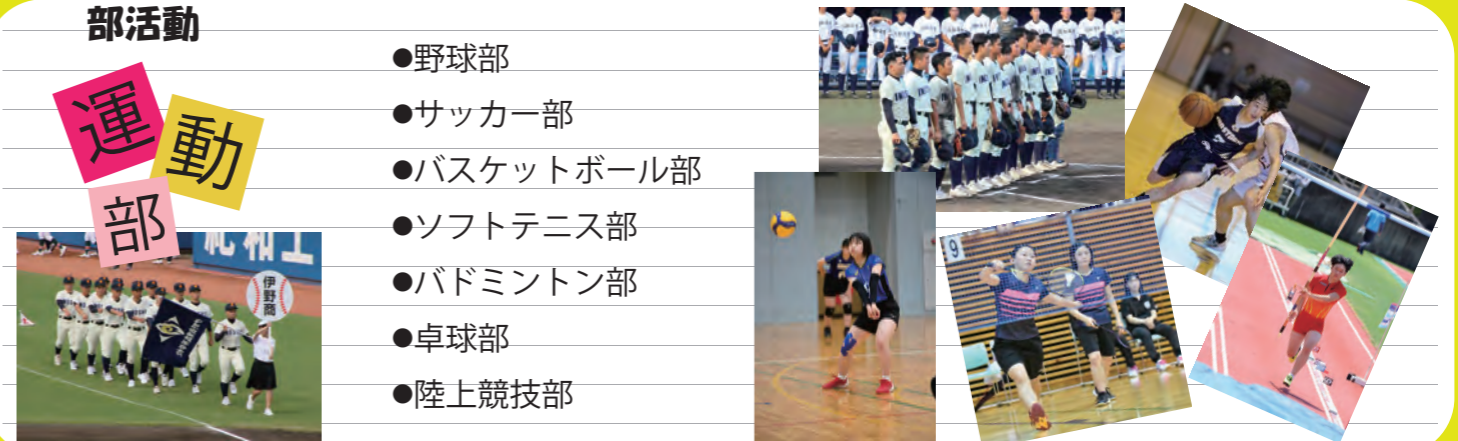 部活動
運動部
●野球部
●サッカー部
●バスケットボール部
●ソフトテニス部
●バドミントン部
●卓球部
●陸上競技部
伊野商
9